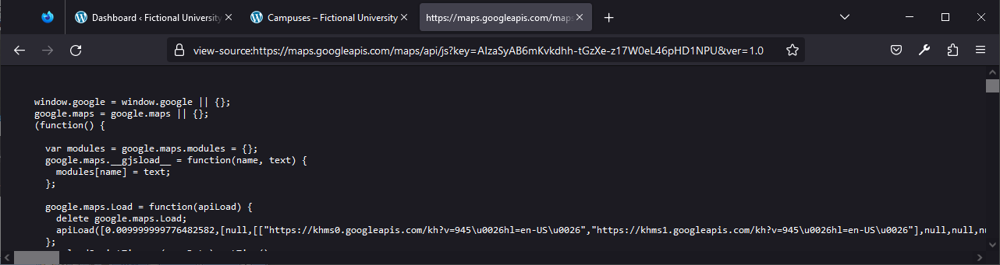 Dashboard ‹ Fictional University
Campuses – Fictional University
https://maps.googleapis.com/maps
view-source:https://maps.googleapis.com/maps/api/js?key=AIzaSyAB6mKvkdhh-tGzXe-z17W0eL46pHD1NPU&ver=1.0
window.google = window.google || {};
google.maps = google.maps || {};
(function() {
var modules = google.maps.modules = {};
google.maps.__gjsload__ = function(name, text) {
modules[name] = text;
};
google.maps.Load = function(apiLoad) {
delete google.maps.Load;
apiLoad([0.009999999776482582,[null,[["https://khms0.googleapis.com/kh?v=945\u0026hl=en-US\u0026","https://khms1.googleapis.com/kh?v=945\u0026hl=en-US\u0026"],null,null,nu
};